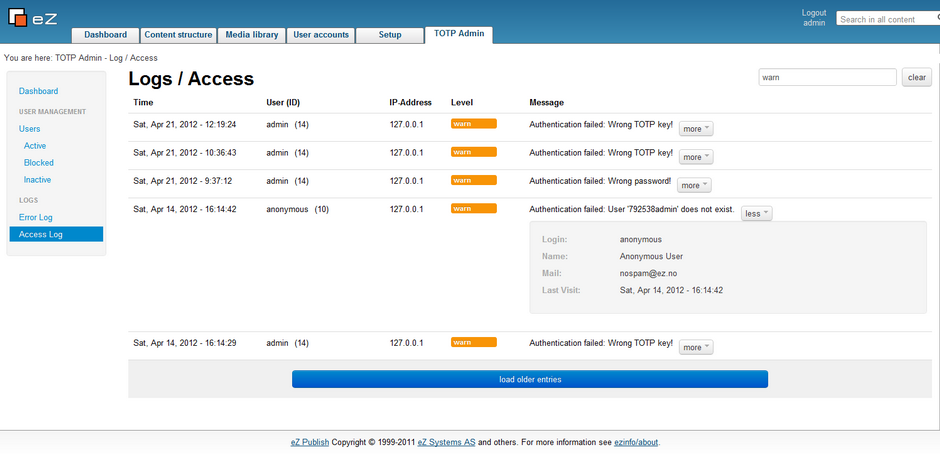 eZ
Logout
admin
Search in all content
Dashboard Content structure Media library User accounts Setup TOTP Admin
You are here: TOTP Admin - Log / Access
Dashboard
USER MANAGEMENT
Users
Active
Blocked
Inactive
LOGS
Error Log
Access Log
Logs / Access
warn clear
Time User (ID) IP-Address Level Message
Sat, Apr 21, 2012 - 12:19:24 admin (14) 127.0.0.1 warn Authentication failed: Wrong TOTP key! more
Sat, Apr 21, 2012 - 10:36:43 admin (14) 127.0.0.1 warn Authentication failed: Wrong TOTP key! more
Sat, Apr 21, 2012 - 9:37:12 admin (14) 127.0.0.1 warn Authentication failed: Wrong password! more
Sat, Apr 14, 2012 - 16:14:42 anonymous (10) 127.0.0.1 warn Authentication failed: User '792538admin' does not exist. less
Login: anonymous
Name: Anonymous User
Mail: nospam@ez.no
Last Visit: Sat, Apr 14, 2012 - 16:14:42
Sat, Apr 14, 2012 - 16:14:29 admin (14) 127.0.0.1 warn Authentication failed: Wrong TOTP key! more
load older entries
eZ Publish Copyright © 1999-2011 eZ Systems AS and others. For more information see ezinfo/about.